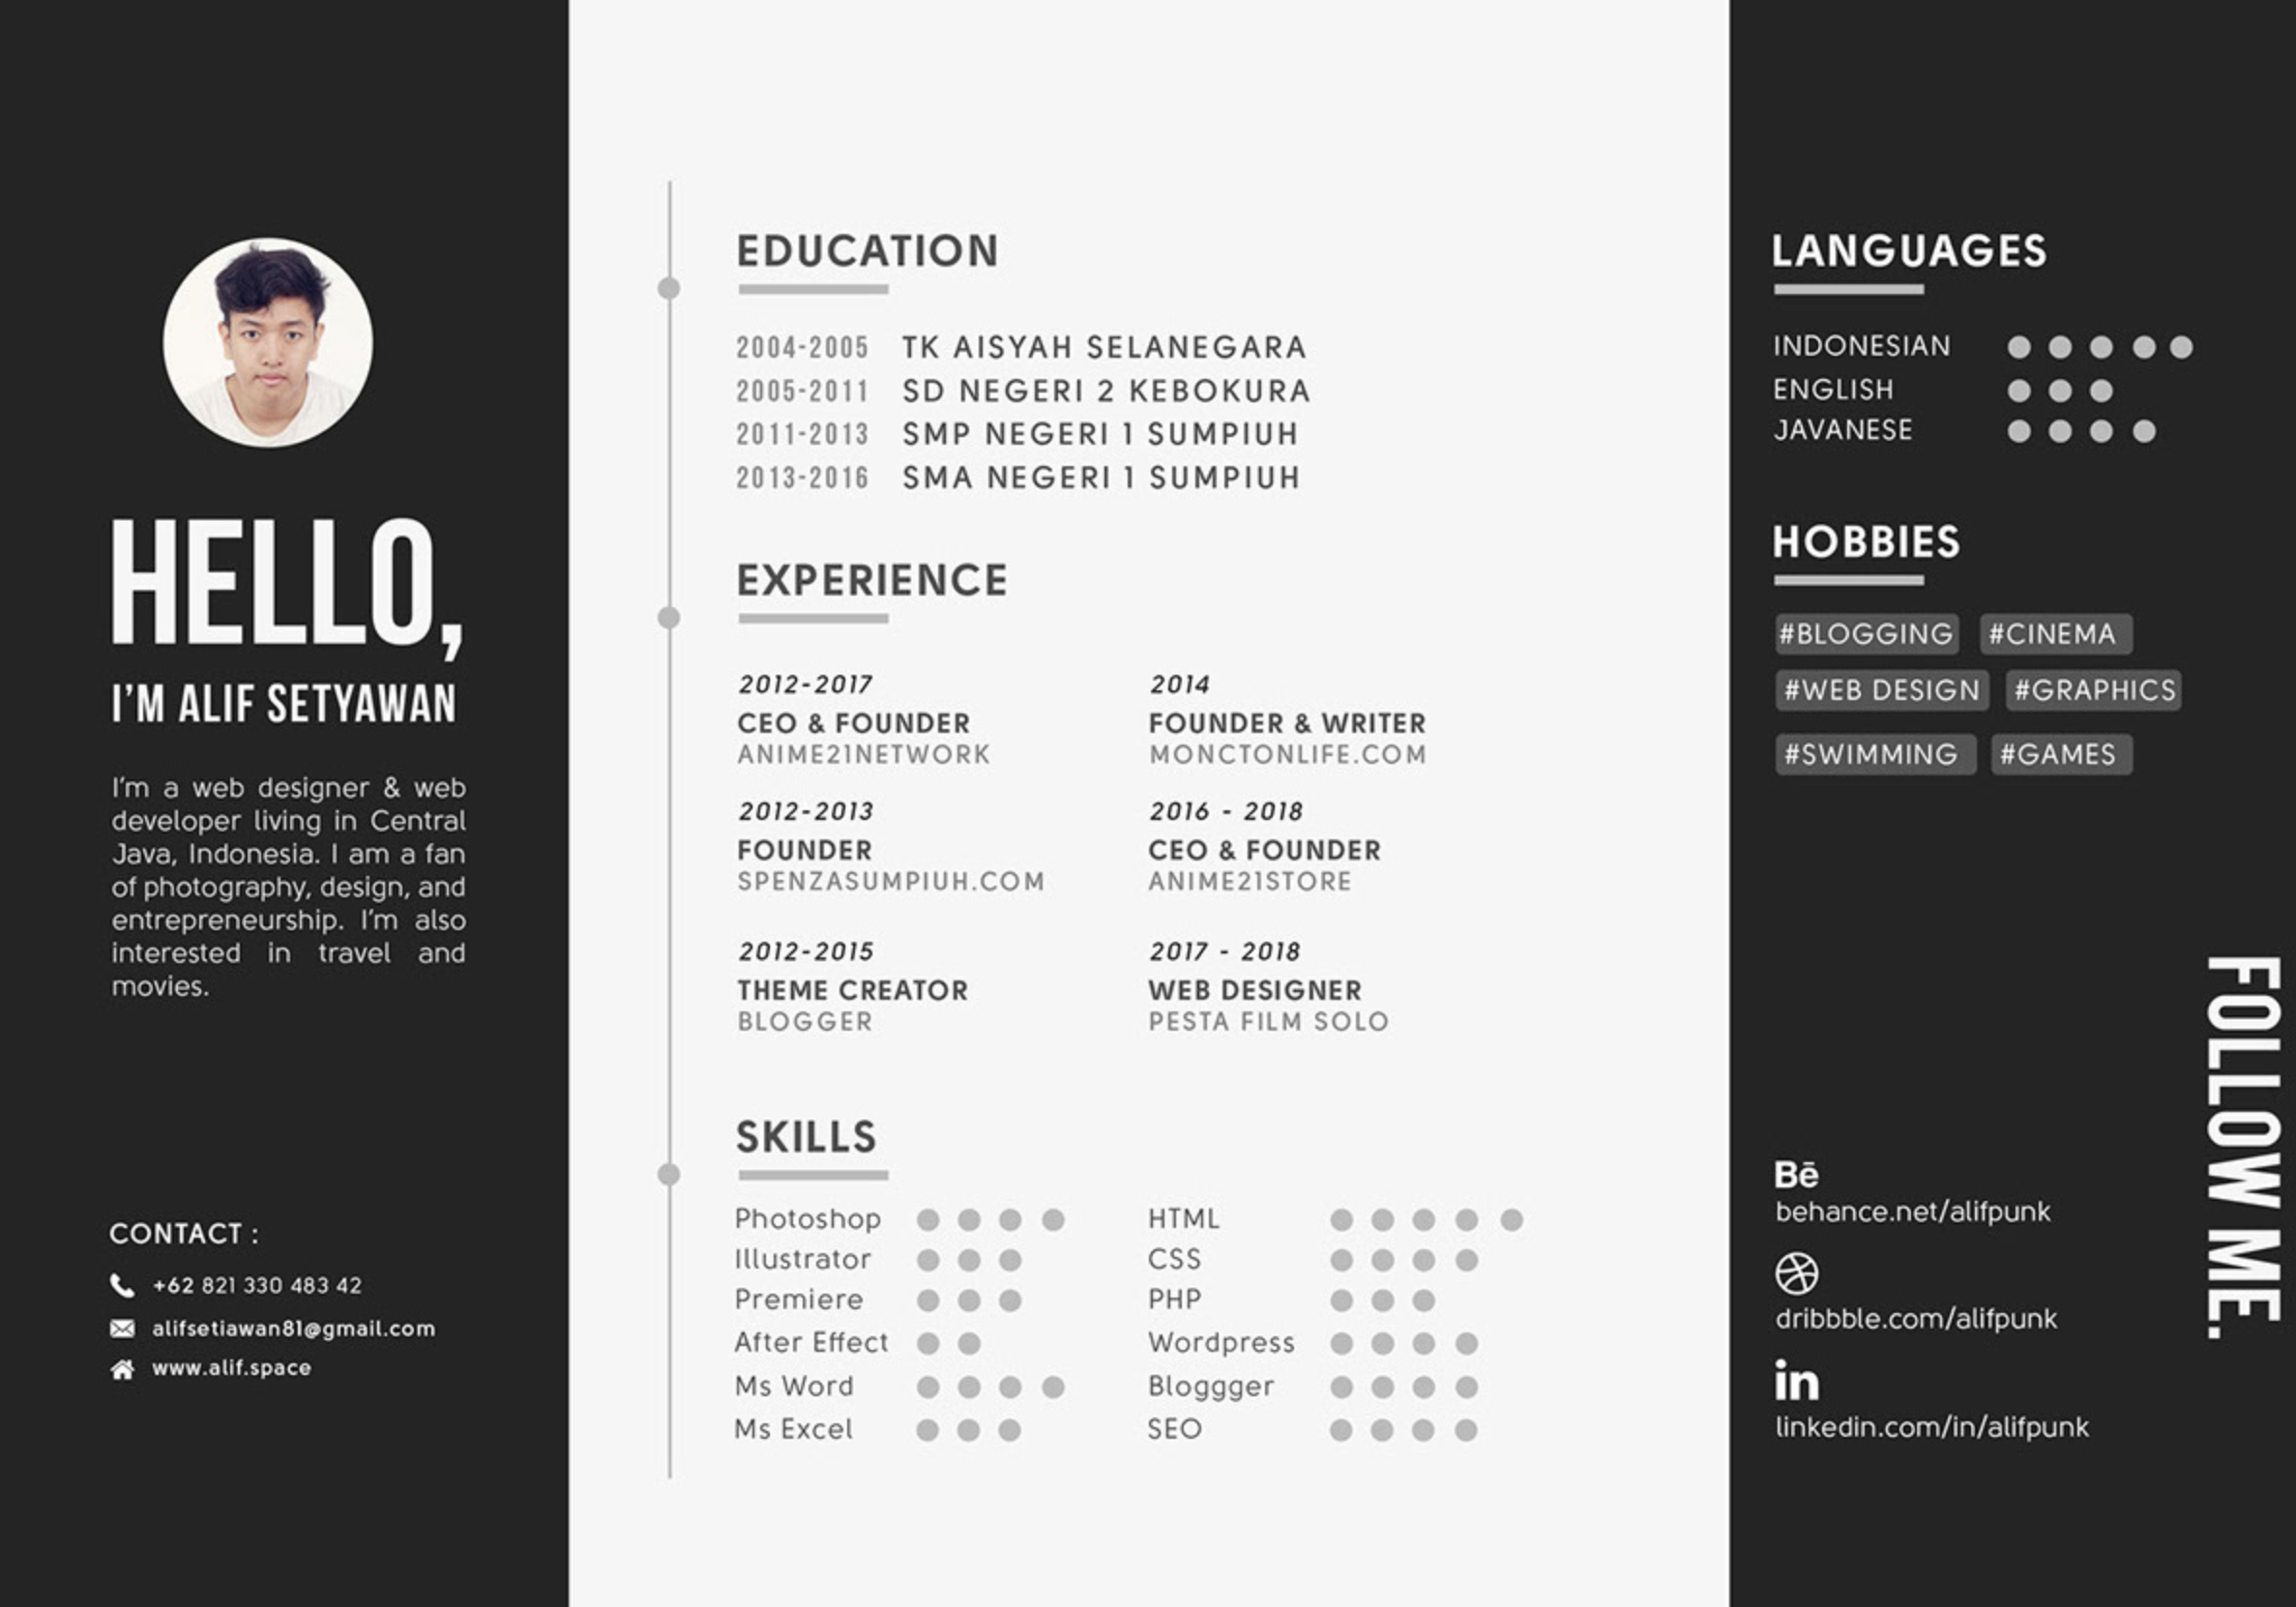 HELLO,
I'M ALIF SETYAWAN
I'm a web designer & web
developer living in Central
Java, Indonesia. I am a fan
of photography, design, and
entrepreneurship. I'm also
interested in travel and
movies.
CONTACT :
+62 821 330 483 42
alifsetiawan81@gmail.com
www.alif.space
EDUCATION
2004-2005 TK AISYAH SELANEGARA
2005-2011 SD NEGERI 2 KEBOKURA
2011-2013 SMP NEGERI 1 SUMPIUH
2013-2016 SMA NEGERI 1 SUMPIUH
EXPERIENCE
2012-2017
CEO & FOUNDER
ANIME21NETWORK
2012-2013
FOUNDER
SPENZASUMPIUH.COM
2012-2015
THEME CREATOR
BLOGGER
2014
FOUNDER & WRITER
MONCTONLIFE.COM
2016 - 2018
CEO & FOUNDER
ANIME21STORE
2017 - 2018
WEB DESIGNER
PESTA FILM SOLO
SKILLS
Photoshop
Illustrator
Premiere
After Effect
Ms Word
Ms Excel
HTML
CSS
PHP
Wordpress
Bloggger
SEO
LANGUAGES
INDONESIAN
ENGLISH
JAVANESE
HOBBIES
#BLOGGING #CINEMA
#WEB DESIGN #GRAPHICS
#SWIMMING #GAMES
FOLLOW ME.
Bē
behance.net/alifpunk
dribbble.com/alifpunk
in
linkedin.com/in/alifpunk